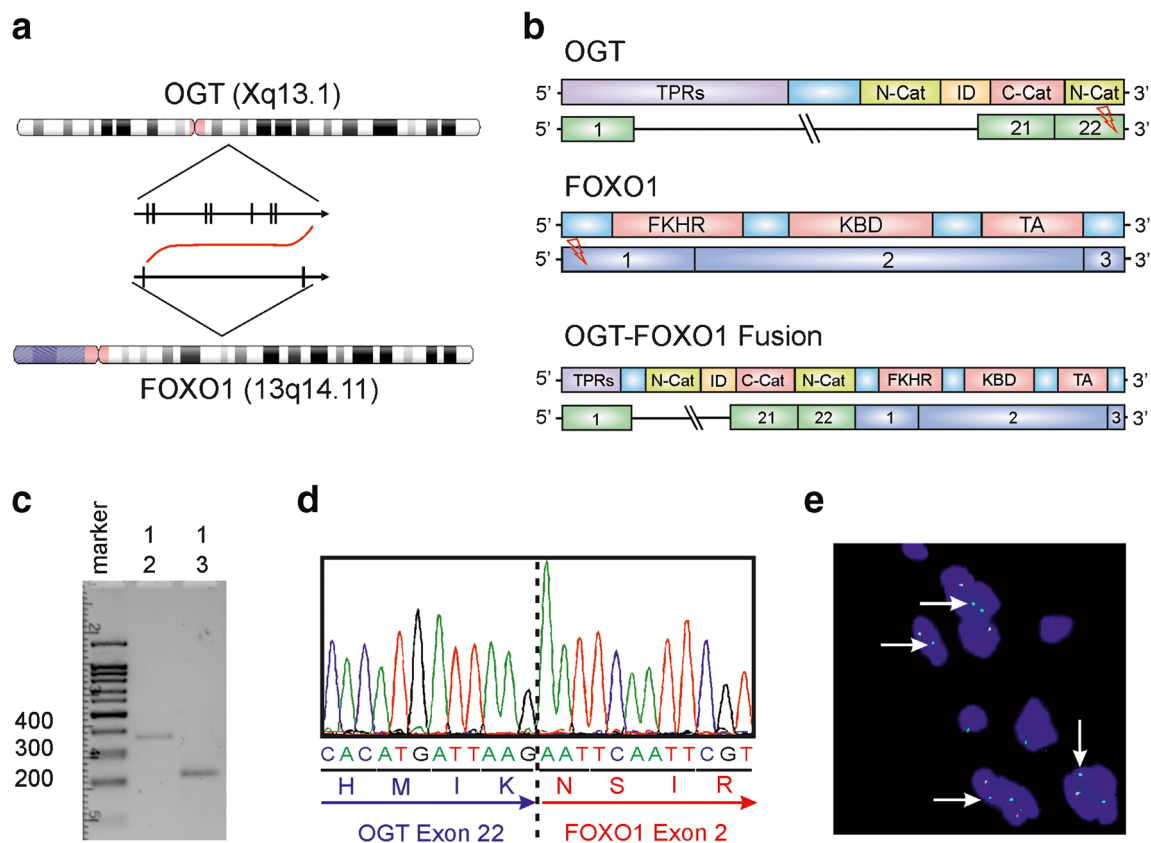 a
OGT (Xq13.1)
FOXO1 (13q14.11)
b
OGT
5' TPRs N-Cat ID C-Cat N-Cat 3'
1 21 22 3'
FOXO1
5' FKHR KBD TA 3'
5' 1 2 3 3'
OGT-FOXO1 Fusion
5' TPRs N-Cat ID C-Cat N-Cat FKHR KBD TA 3'
5' 1 21 22 1 2 3 3'
c
marker
1 1
2 3
400
300
200
d
CACATGATTAAGAATTCAATTCGT
H M I K N S I R
OGT Exon 22 FOXO1 Exon 2
e